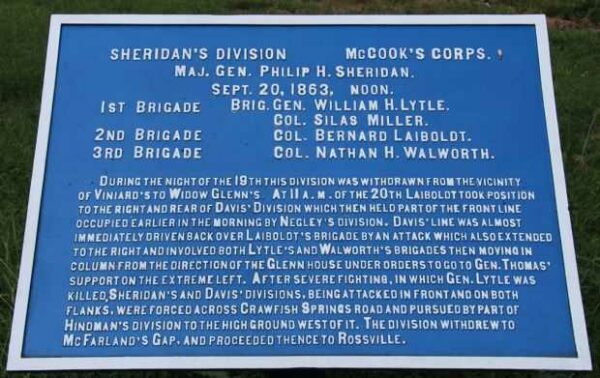 SHERIDAN'S DIVISION McCOOK'S CORPS.
MAJ. GEN. PHILIP H. SHERIDAN.
SEPT. 20, 1863, NOON.
1ST BRIGADE BRIG. GEN. WILLIAM H. LYTLE.
COL. SILAS MILLER.
2ND BRIGADE COL. BERNARD LAIBOLDT.
3RD BRIGADE COL. NATHAN H. WALWORTH.
DURING THE NIGHT OF THE 19TH THIS DIVISION WAS WITHDRAWN FROM THE VICINITY
OF VINIARD'S TO WIDOW GLENN'S. AT 11 A.M. OF THE 20TH LAIBOLDT TOOK POSITION
TO THE RIGHT AND REAR OF DAVIS' DIVISION WHICH THEN HELD PART OF THE FRONT LINE
OCCUPIED EARLIER IN THE MORNING BY NEGLEY'S DIVISION. DAVIS' LINE WAS ALMOST
IMMEDIATELY DRIVEN BACK OVER LAIBOLDT'S BRIGADE BY AN ATTACK WHICH ALSO EXTENDED
TO THE RIGHT AND INVOLVED BOTH LYTLE'S AND WALWORTH'S BRIGADES THEN MOVING IN
COLUMN FROM THE DIRECTION OF THE GLENN HOUSE UNDER ORDERS TO GO TO GEN. THOMAS'
SUPPORT ON THE EXTREME LEFT. AFTER SEVERE FIGHTING, IN WHICH GEN. LYTLE WAS
KILLED, SHERIDAN'S AND DAVIS' DIVISIONS, BEING ATTACKED IN FRONT AND ON BOTH
FLANKS, WERE FORCED ACROSS CRAWFISH SPRINGS ROAD AND PURSUED BY PART OF
HINDMAN'S DIVISION TO THE HIGH GROUND WEST OF IT. THE DIVISION WITHDREW TO
MCFARLAND'S GAP, AND PROCEEDED THENCE TO ROSSVILLE.